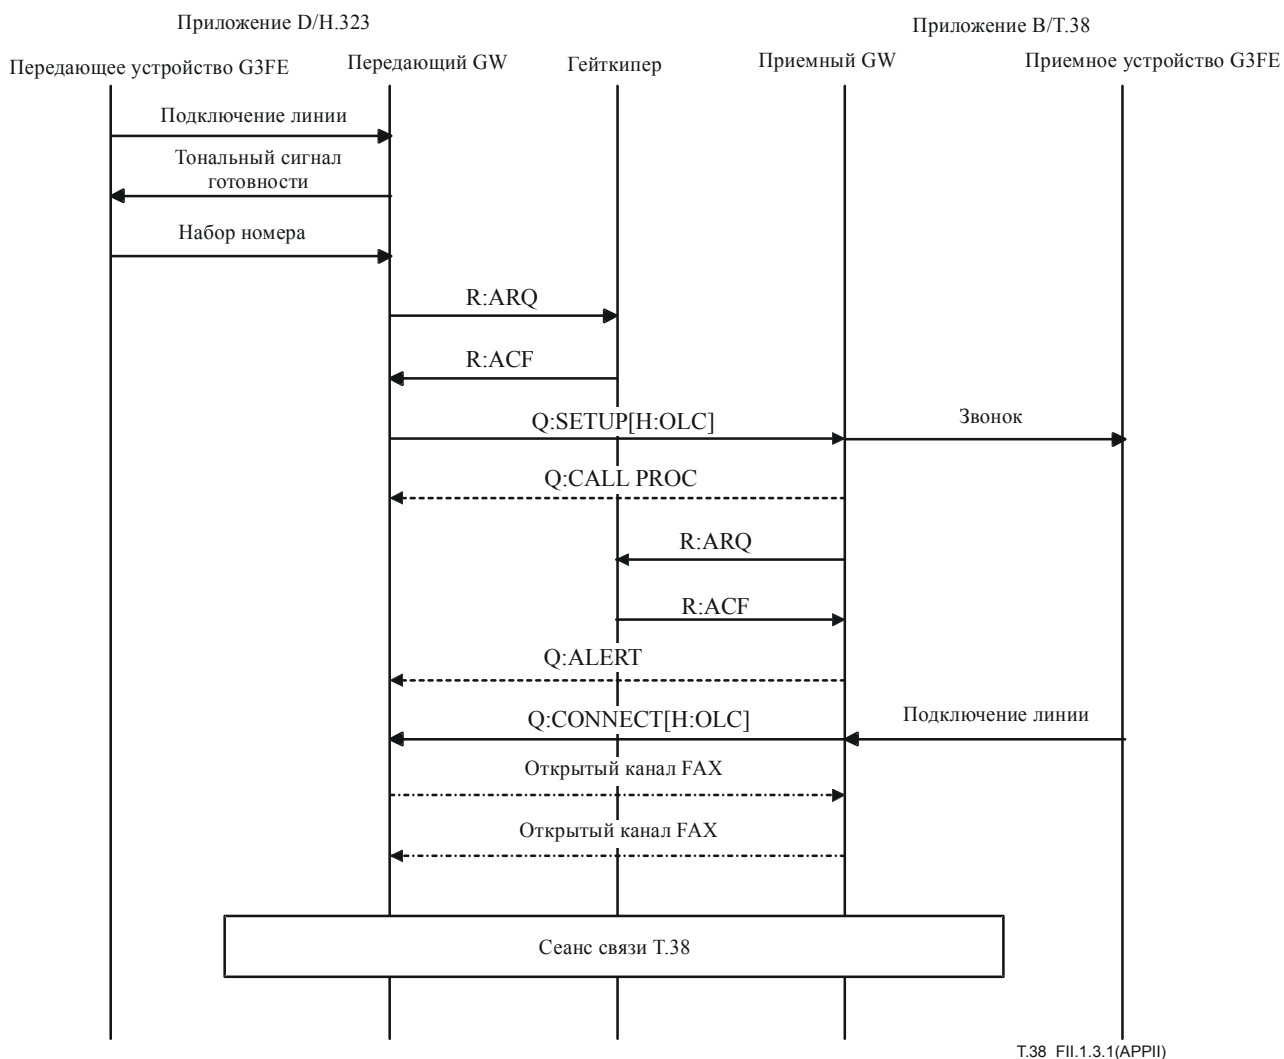 Приложение D/H.323
Приложение B/T.38
Передающее устройство G3FE
Передающий GW
Гейткипер
Приемный GW
Приемное устройство G3FE
Подключение линии
Тональный сигнал
готовности
Набор номера
R:ARQ
R:ACF
Q:SETUP[H:OLC]
Звонок
Q:CALL PROC
R:ARQ
R:ACF
Q:ALERT
Q:CONNECT[H:OLC]
Подключение линии
Открытый канал FAX
Открытый канал FAX
Сеанс связи T.38
T.38_FII.1.3.1(APPII)